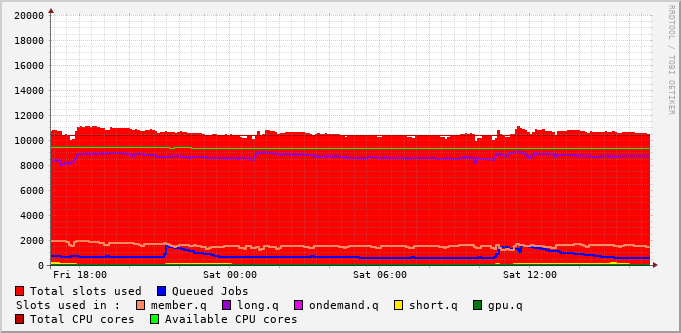 20000
18000
16000
14000
12000
10000
8000
6000
4000
2000
0
Fri 18:00 Sat 00:00 Sat 06:00 Sat 12:00
Total slots used Queued Jobs
Slots used in : member.q long.q ondemand.q short.q gpu.q
Total CPU cores Available CPU cores
RRDTOOL / TOBI OETIKER